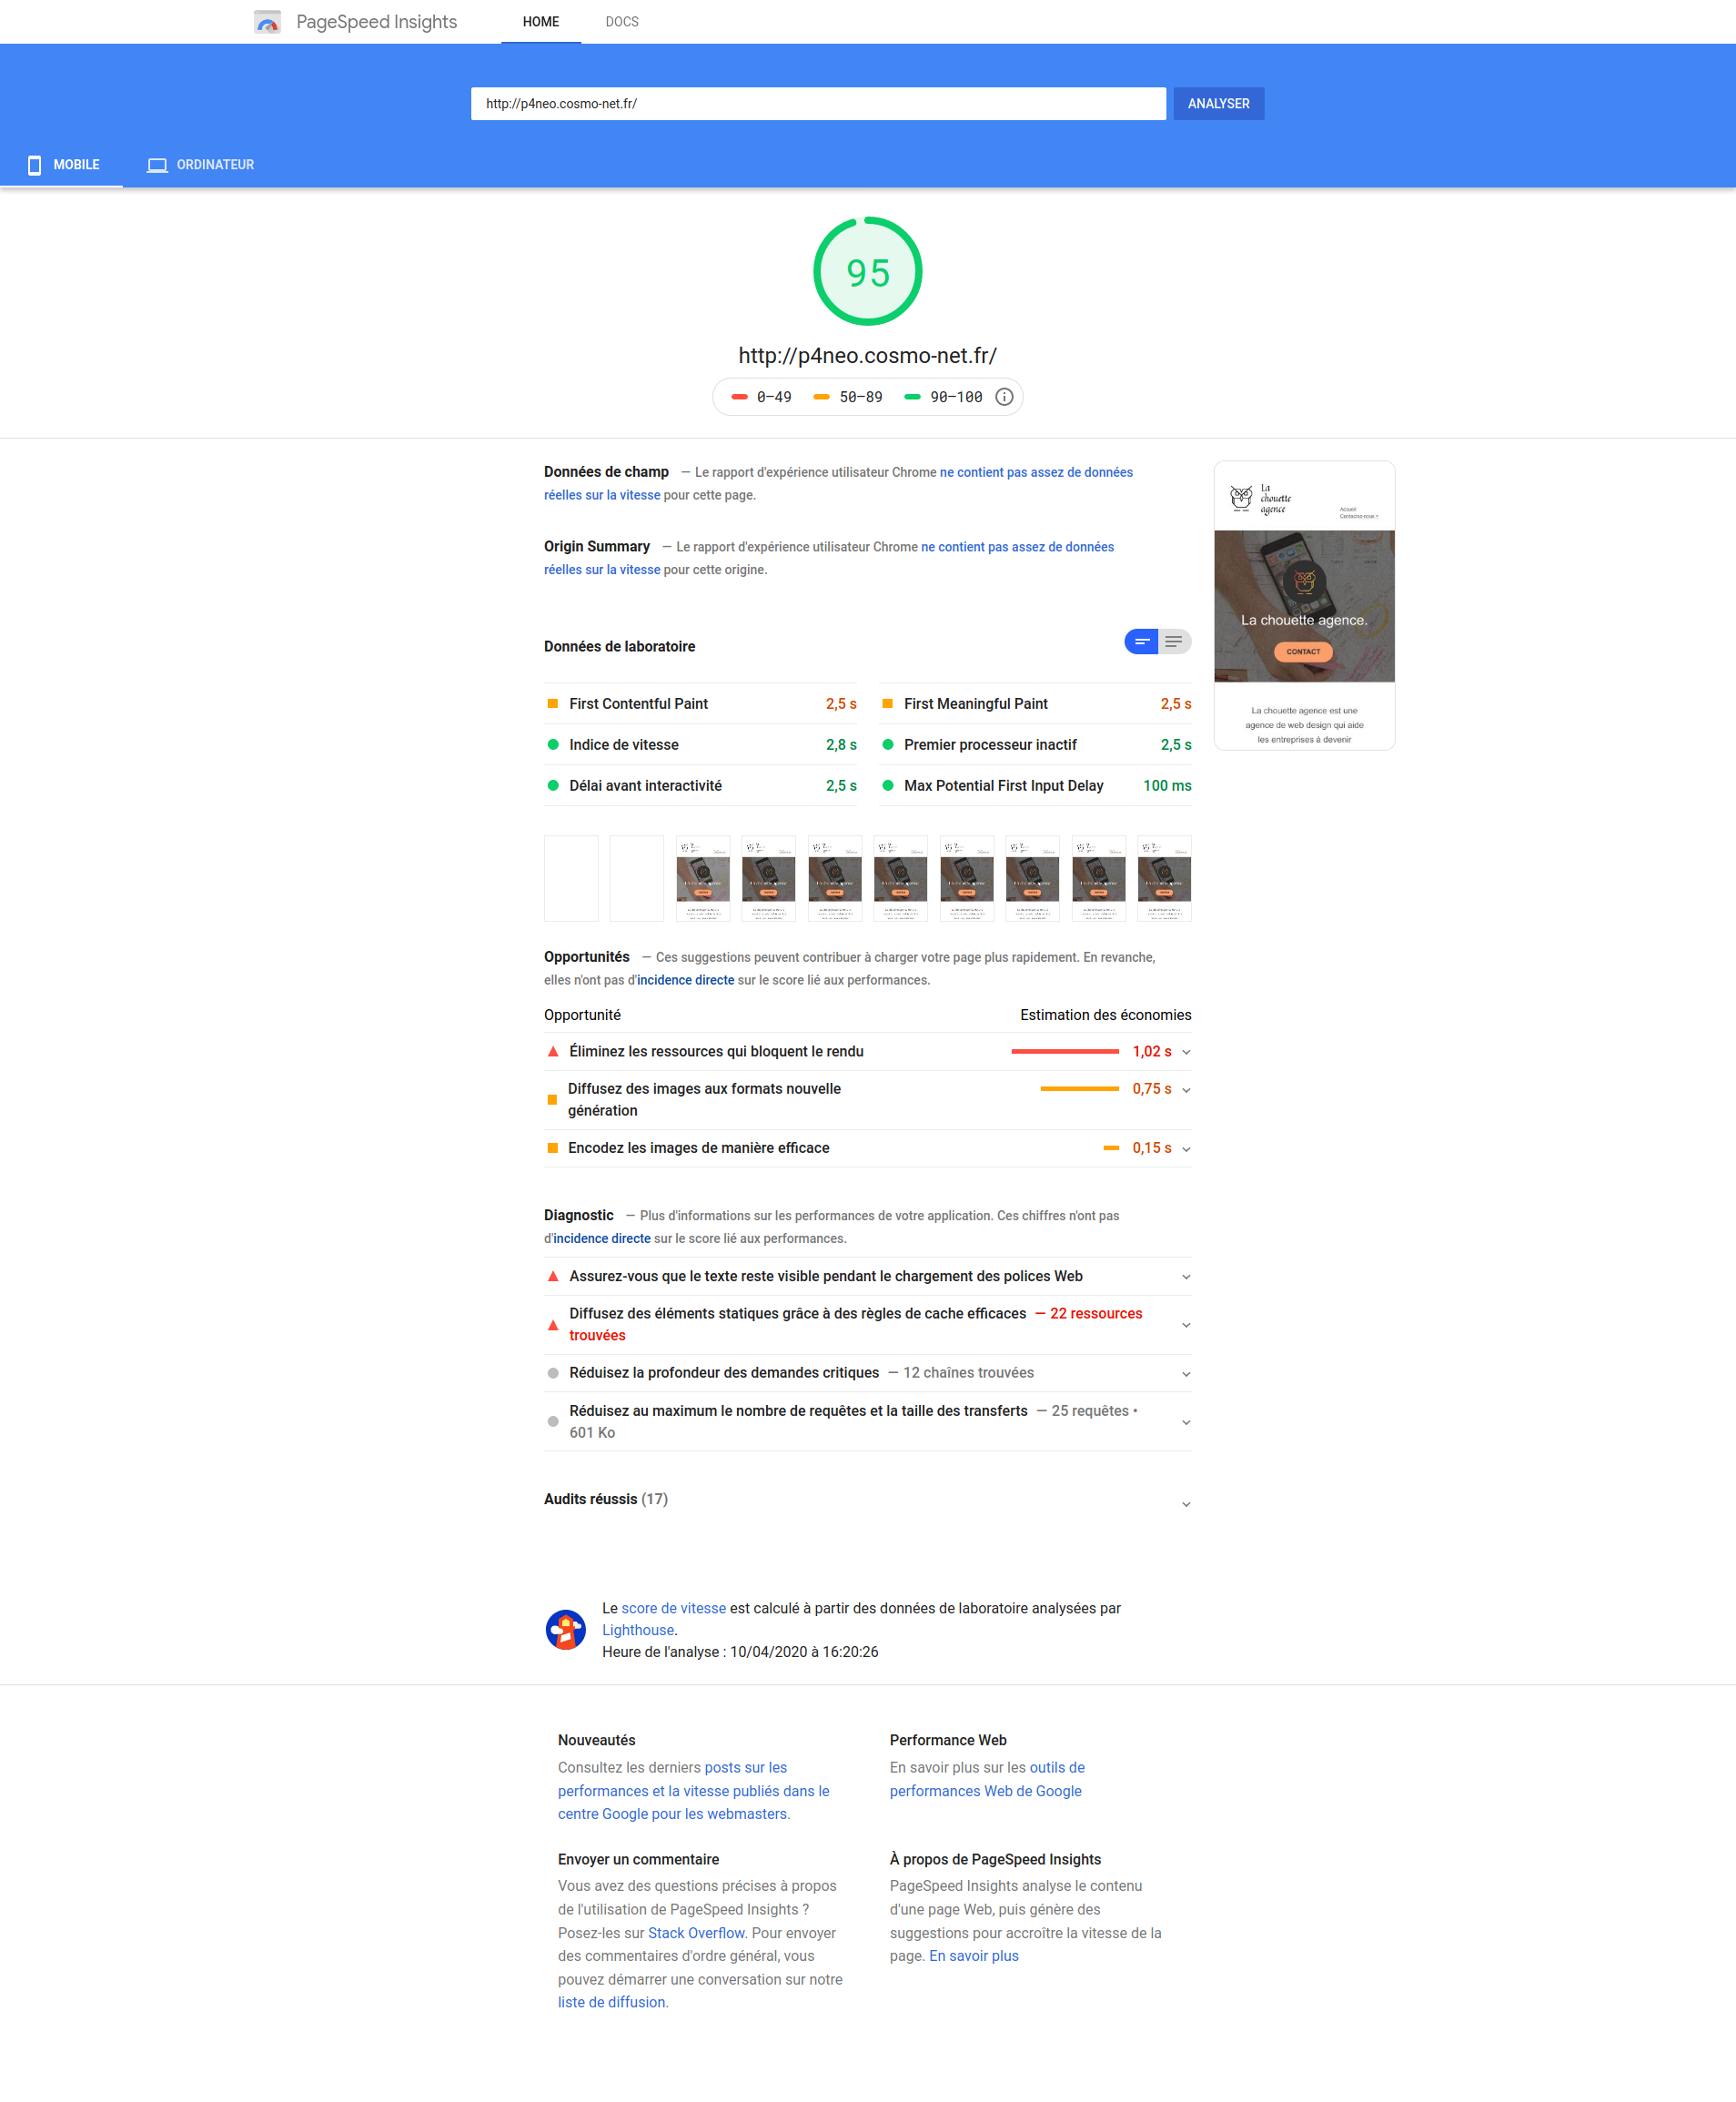 PageSpeed Insights
HOME
DOCS
http://p4neo.cosmo-net.fr/
ANALYSER
MOBILE
ORDINATEUR
95
http://p4neo.cosmo-net.fr/
0–49
50–89
90–100
Données de champ — Le rapport d'expérience utilisateur Chrome ne contient pas assez de données
réelles sur la vitesse pour cette page.
Origin Summary — Le rapport d'expérience utilisateur Chrome ne contient pas assez de données
réelles sur la vitesse pour cette origine.
La
chouette
agence
Accueil
Contactez-nous
La chouette agence.
CONTACT
La chouette agence est une
agence de web design qui aide
les entreprises à devenir
Données de laboratoire
First Contentful Paint 2,5 s
First Meaningful Paint 2,5 s
Indice de vitesse 2,8 s
Premier processeur inactif 2,5 s
Délai avant interactivité 2,5 s
Max Potential First Input Delay 100 ms
Opportunités — Ces suggestions peuvent contribuer à charger votre page plus rapidement. En revanche,
elles n'ont pas d'incidence directe sur le score lié aux performances.
Opportunité Estimation des économies
Éliminez les ressources qui bloquent le rendu 1,02 s
Diffusez des images aux formats nouvelle 0,75 s
génération
Encodez les images de manière efficace 0,15 s
Diagnostic — Plus d'informations sur les performances de votre application. Ces chiffres n'ont pas
d'incidence directe sur le score lié aux performances.
Assurez-vous que le texte reste visible pendant le chargement des polices Web
Diffusez des éléments statiques grâce à des règles de cache efficaces — 22 ressources
trouvées
Réduisez la profondeur des demandes critiques — 12 chaînes trouvées
Réduisez au maximum le nombre de requêtes et la taille des transferts — 25 requêtes •
601 Ko
Audits réussis (17)
Le score de vitesse est calculé à partir des données de laboratoire analysées par
Lighthouse.
Heure de l'analyse : 10/04/2020 à 16:20:26
Nouveautés
Consultez les derniers posts sur les
performances et la vitesse publiés dans le
centre Google pour les webmasters.
Performance Web
En savoir plus sur les outils de
performances Web de Google
Envoyer un commentaire
Vous avez des questions précises à propos
de l'utilisation de PageSpeed Insights ?
Posez-les sur Stack Overflow. Pour envoyer
des commentaires d'ordre général, vous
pouvez démarrer une conversation sur notre
liste de diffusion.
À propos de PageSpeed Insights
PageSpeed Insights analyse le contenu
d'une page Web, puis génère des
suggestions pour accroître la vitesse de la
page. En savoir plus